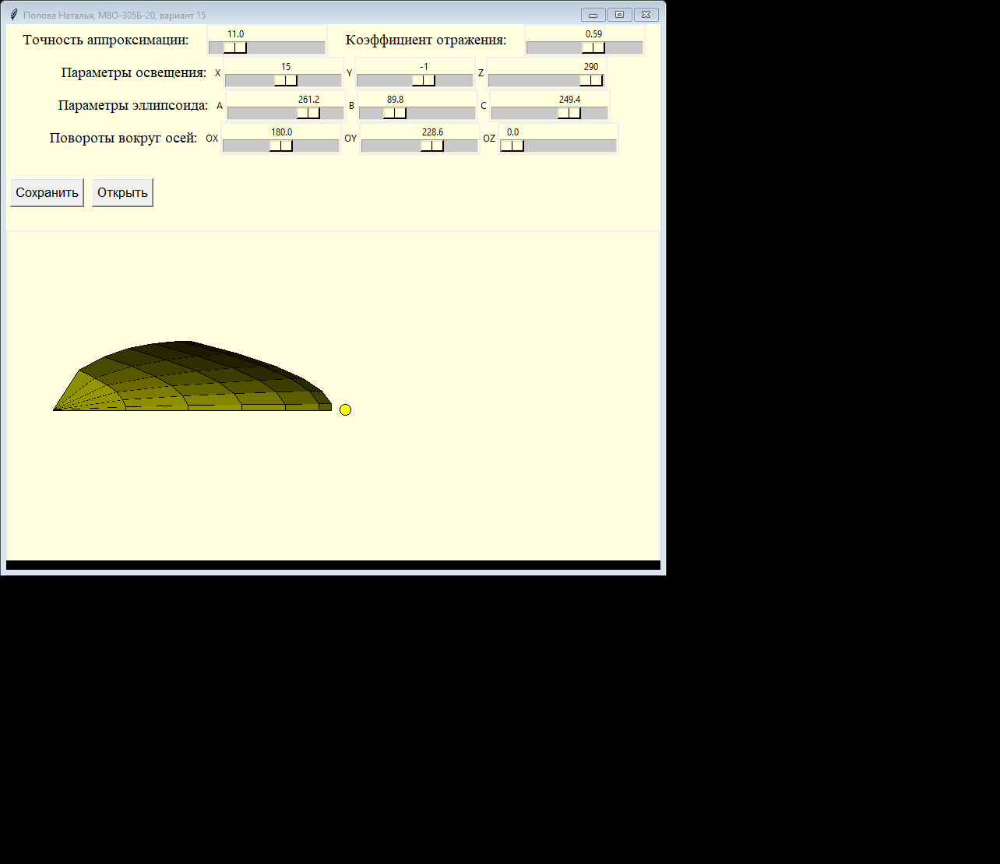 Попова Наталья, М8О-305Б-20, вариант 15
Точность аппроксимации: 11.0 Коэффициент отражения: 0.59
Параметры освещения: X 15 Y -1 Z 290
Параметры эллипсоида: A 261.2 B 89.8 C 249.4
Повороты вокруг осей: OX 180.0 OY 228.6 OZ 0.0
Сохранить Открыть